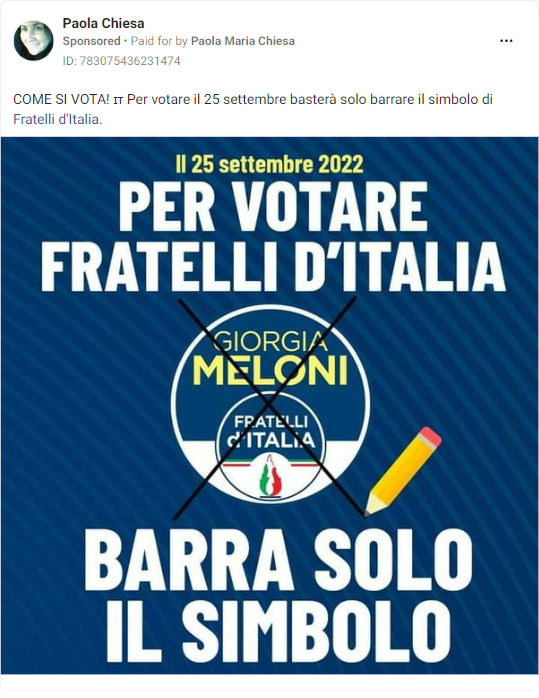 Paola Chiesa
Sponsored • Paid for by Paola Maria Chiesa
ID: 783075436231474
COME SI VOTA! ıт Per votare il 25 settembre basterà solo barrare il simbolo di
Fratelli d'Italia.
Il 25 settembre 2022
PER VOTARE
FRATELLI D'ITALIA
GIORGIA
MELONI
FRATELLI
d'ITALIA
BARRA SOLO
IL SIMBOLO